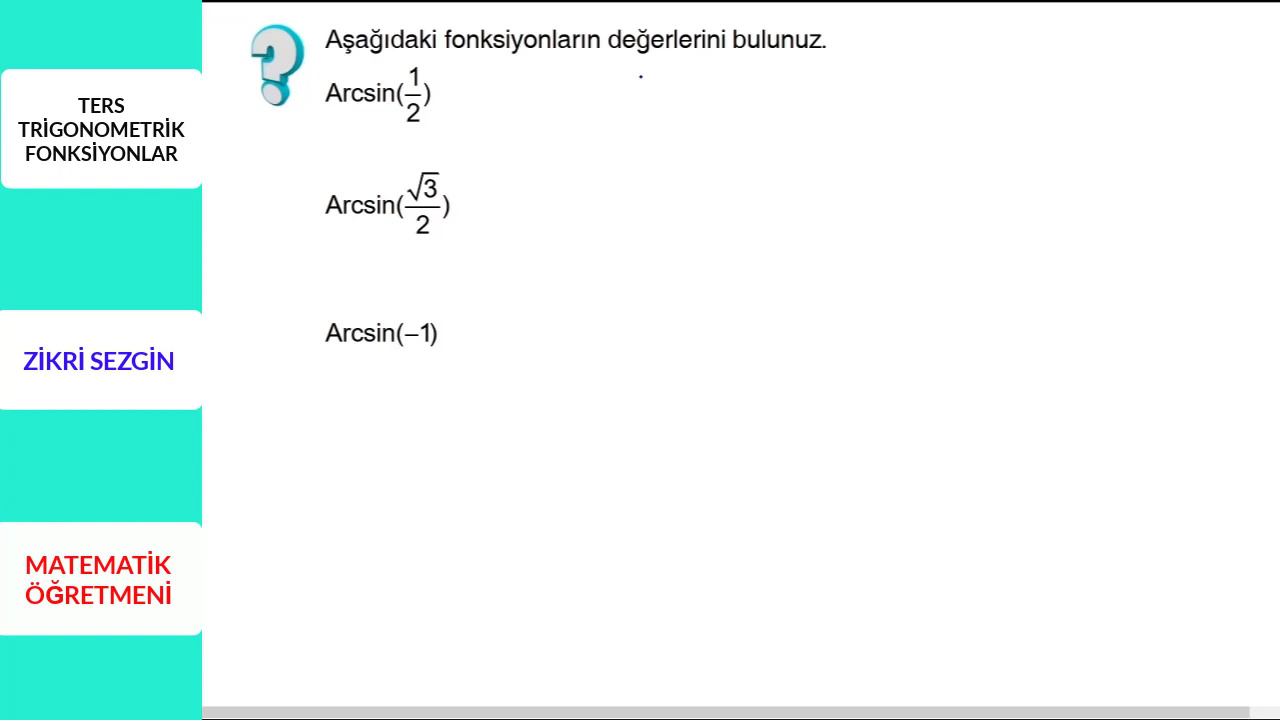 TERS
TRİGONOMETRİK
FONKSİYONLAR
ZİKRİ SEZGİN
MATEMATİK
ÖĞRETMENİ
Aşağıdaki fonksiyonların değerlerini bulunuz.
Arcsin(1/2)
Arcsin(√3/2)
Arcsin(−1)